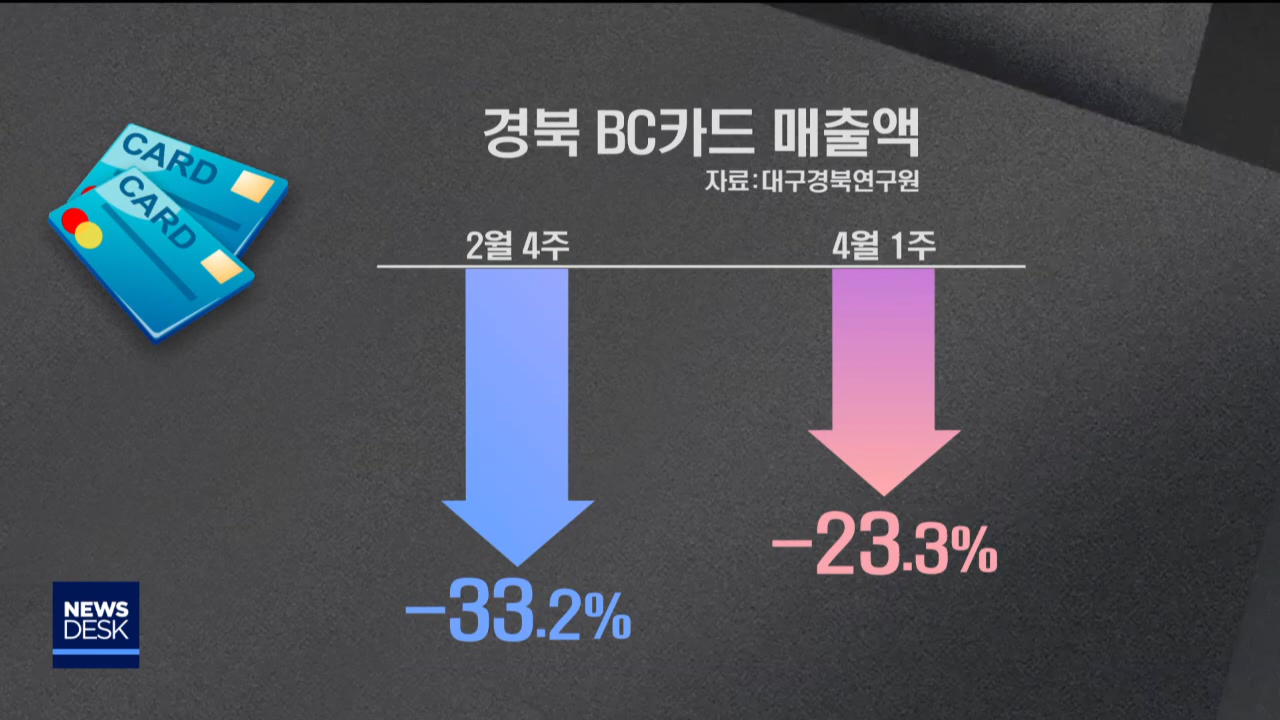 경북 BC카드 매출액
자료:대구경북연구원
CARD
CARD
2월 4주
4월 1주
-33.2%
-23.3%
NEWS
DESK